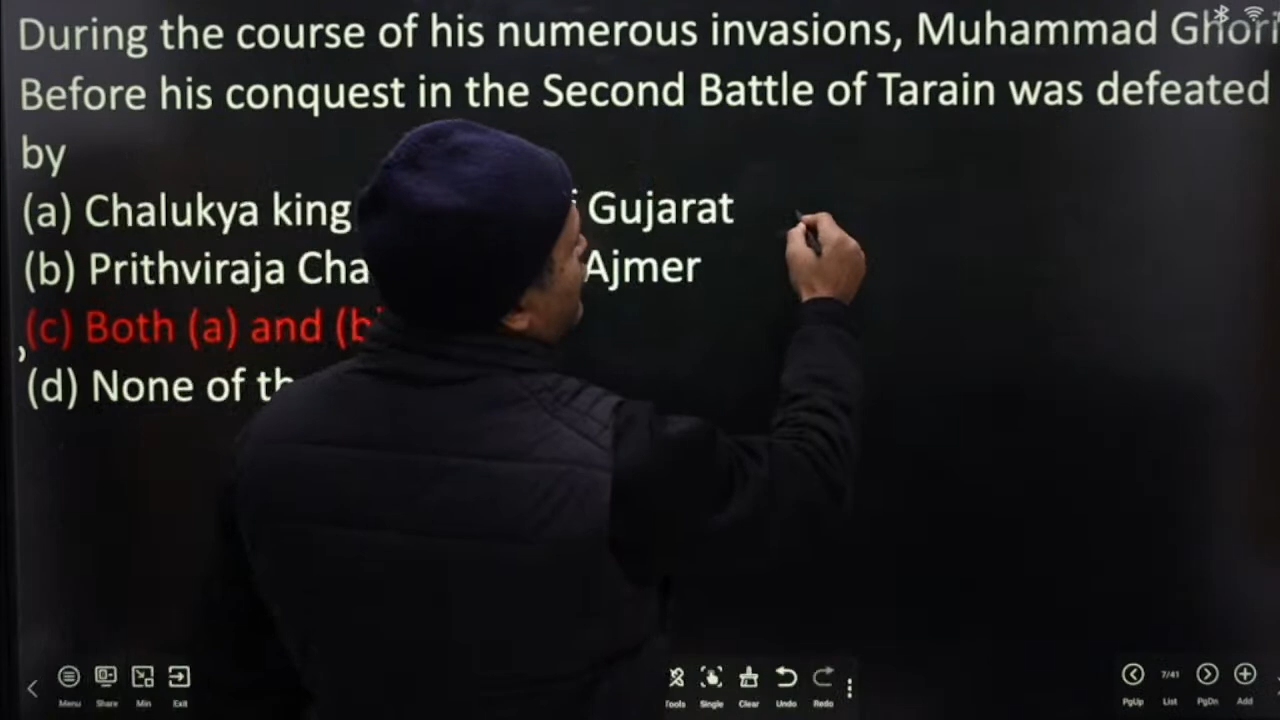 During the course of his numerous invasions, Muhammad Ghori
Before his conquest in the Second Battle of Tarain was defeated
by
(a) Chalukya king Gujarat
(b) Prithviraja Ajmer
(c) Both (a) and
(d) None of
Menu Share Min Exit
Tools Single Clear Undo Redo
7/41
PgUp List PgDn Add